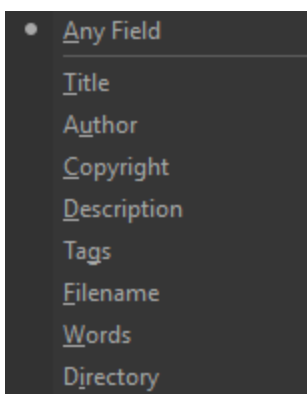 Any Field
Title
Author
Copyright
Description
Tags
Filename
Words
Directory